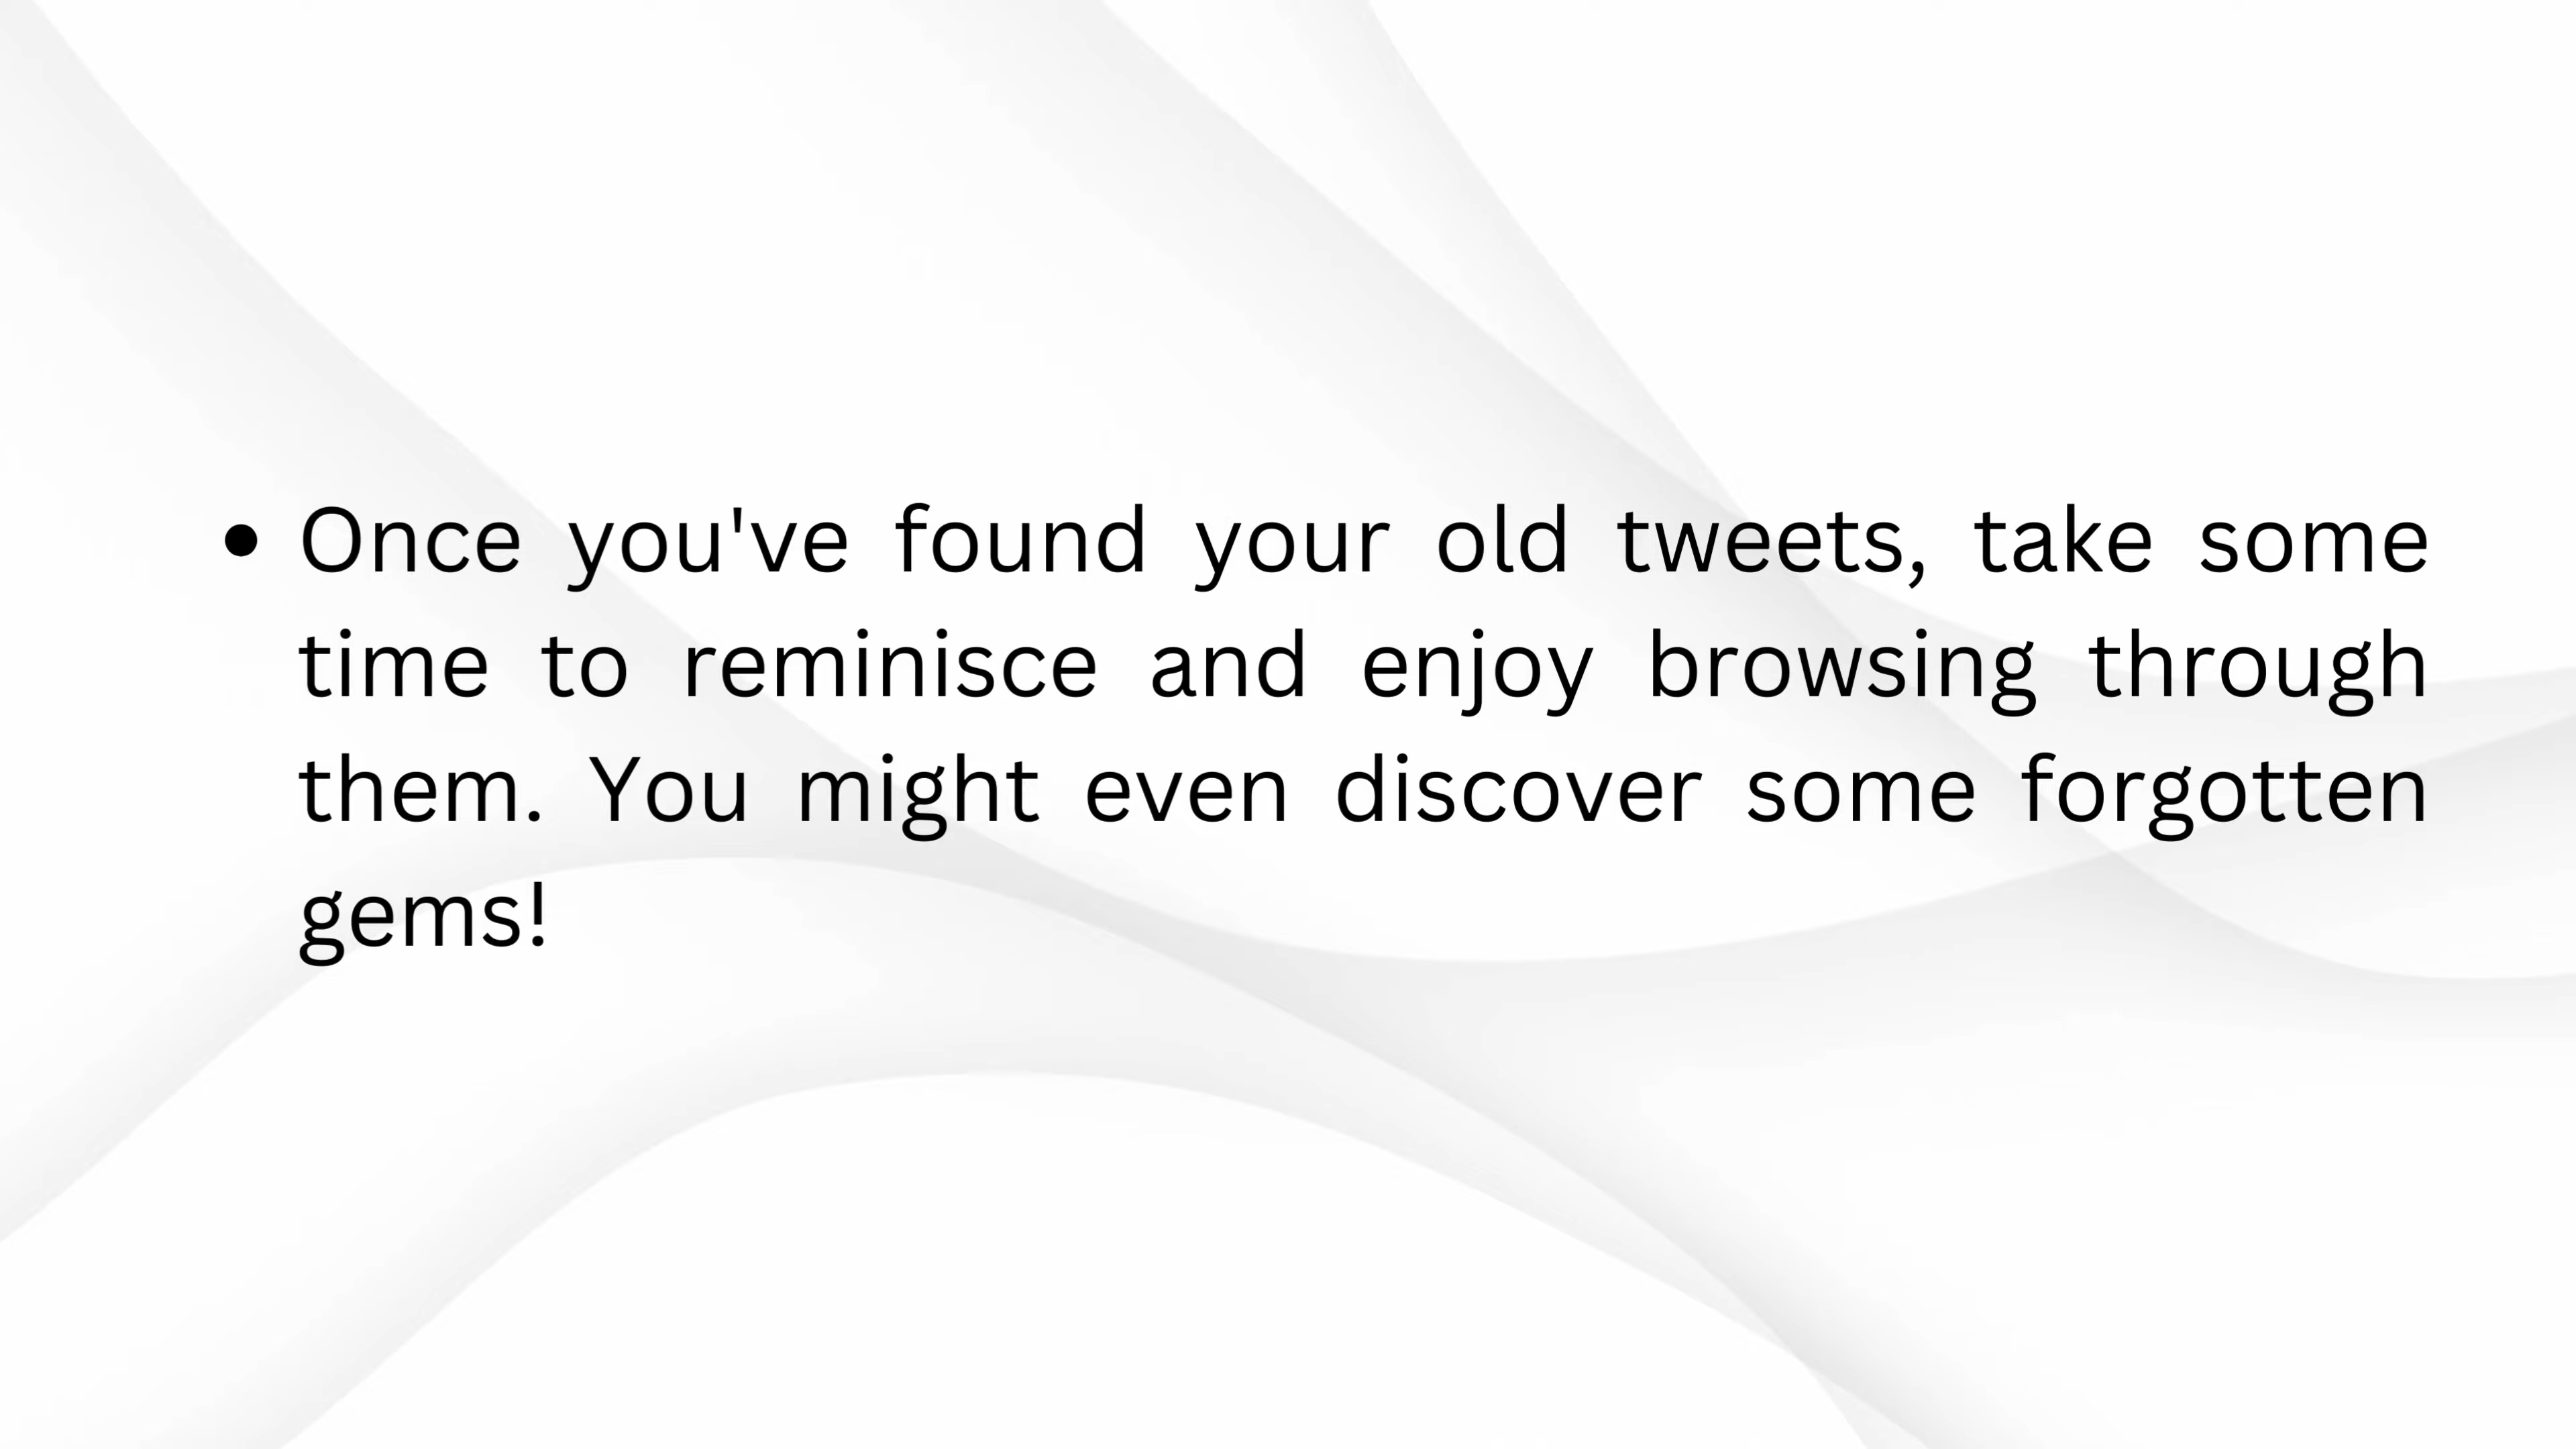 • Once you've found your old tweets, take some
time to reminisce and enjoy browsing through
them. You might even discover some forgotten
gems!